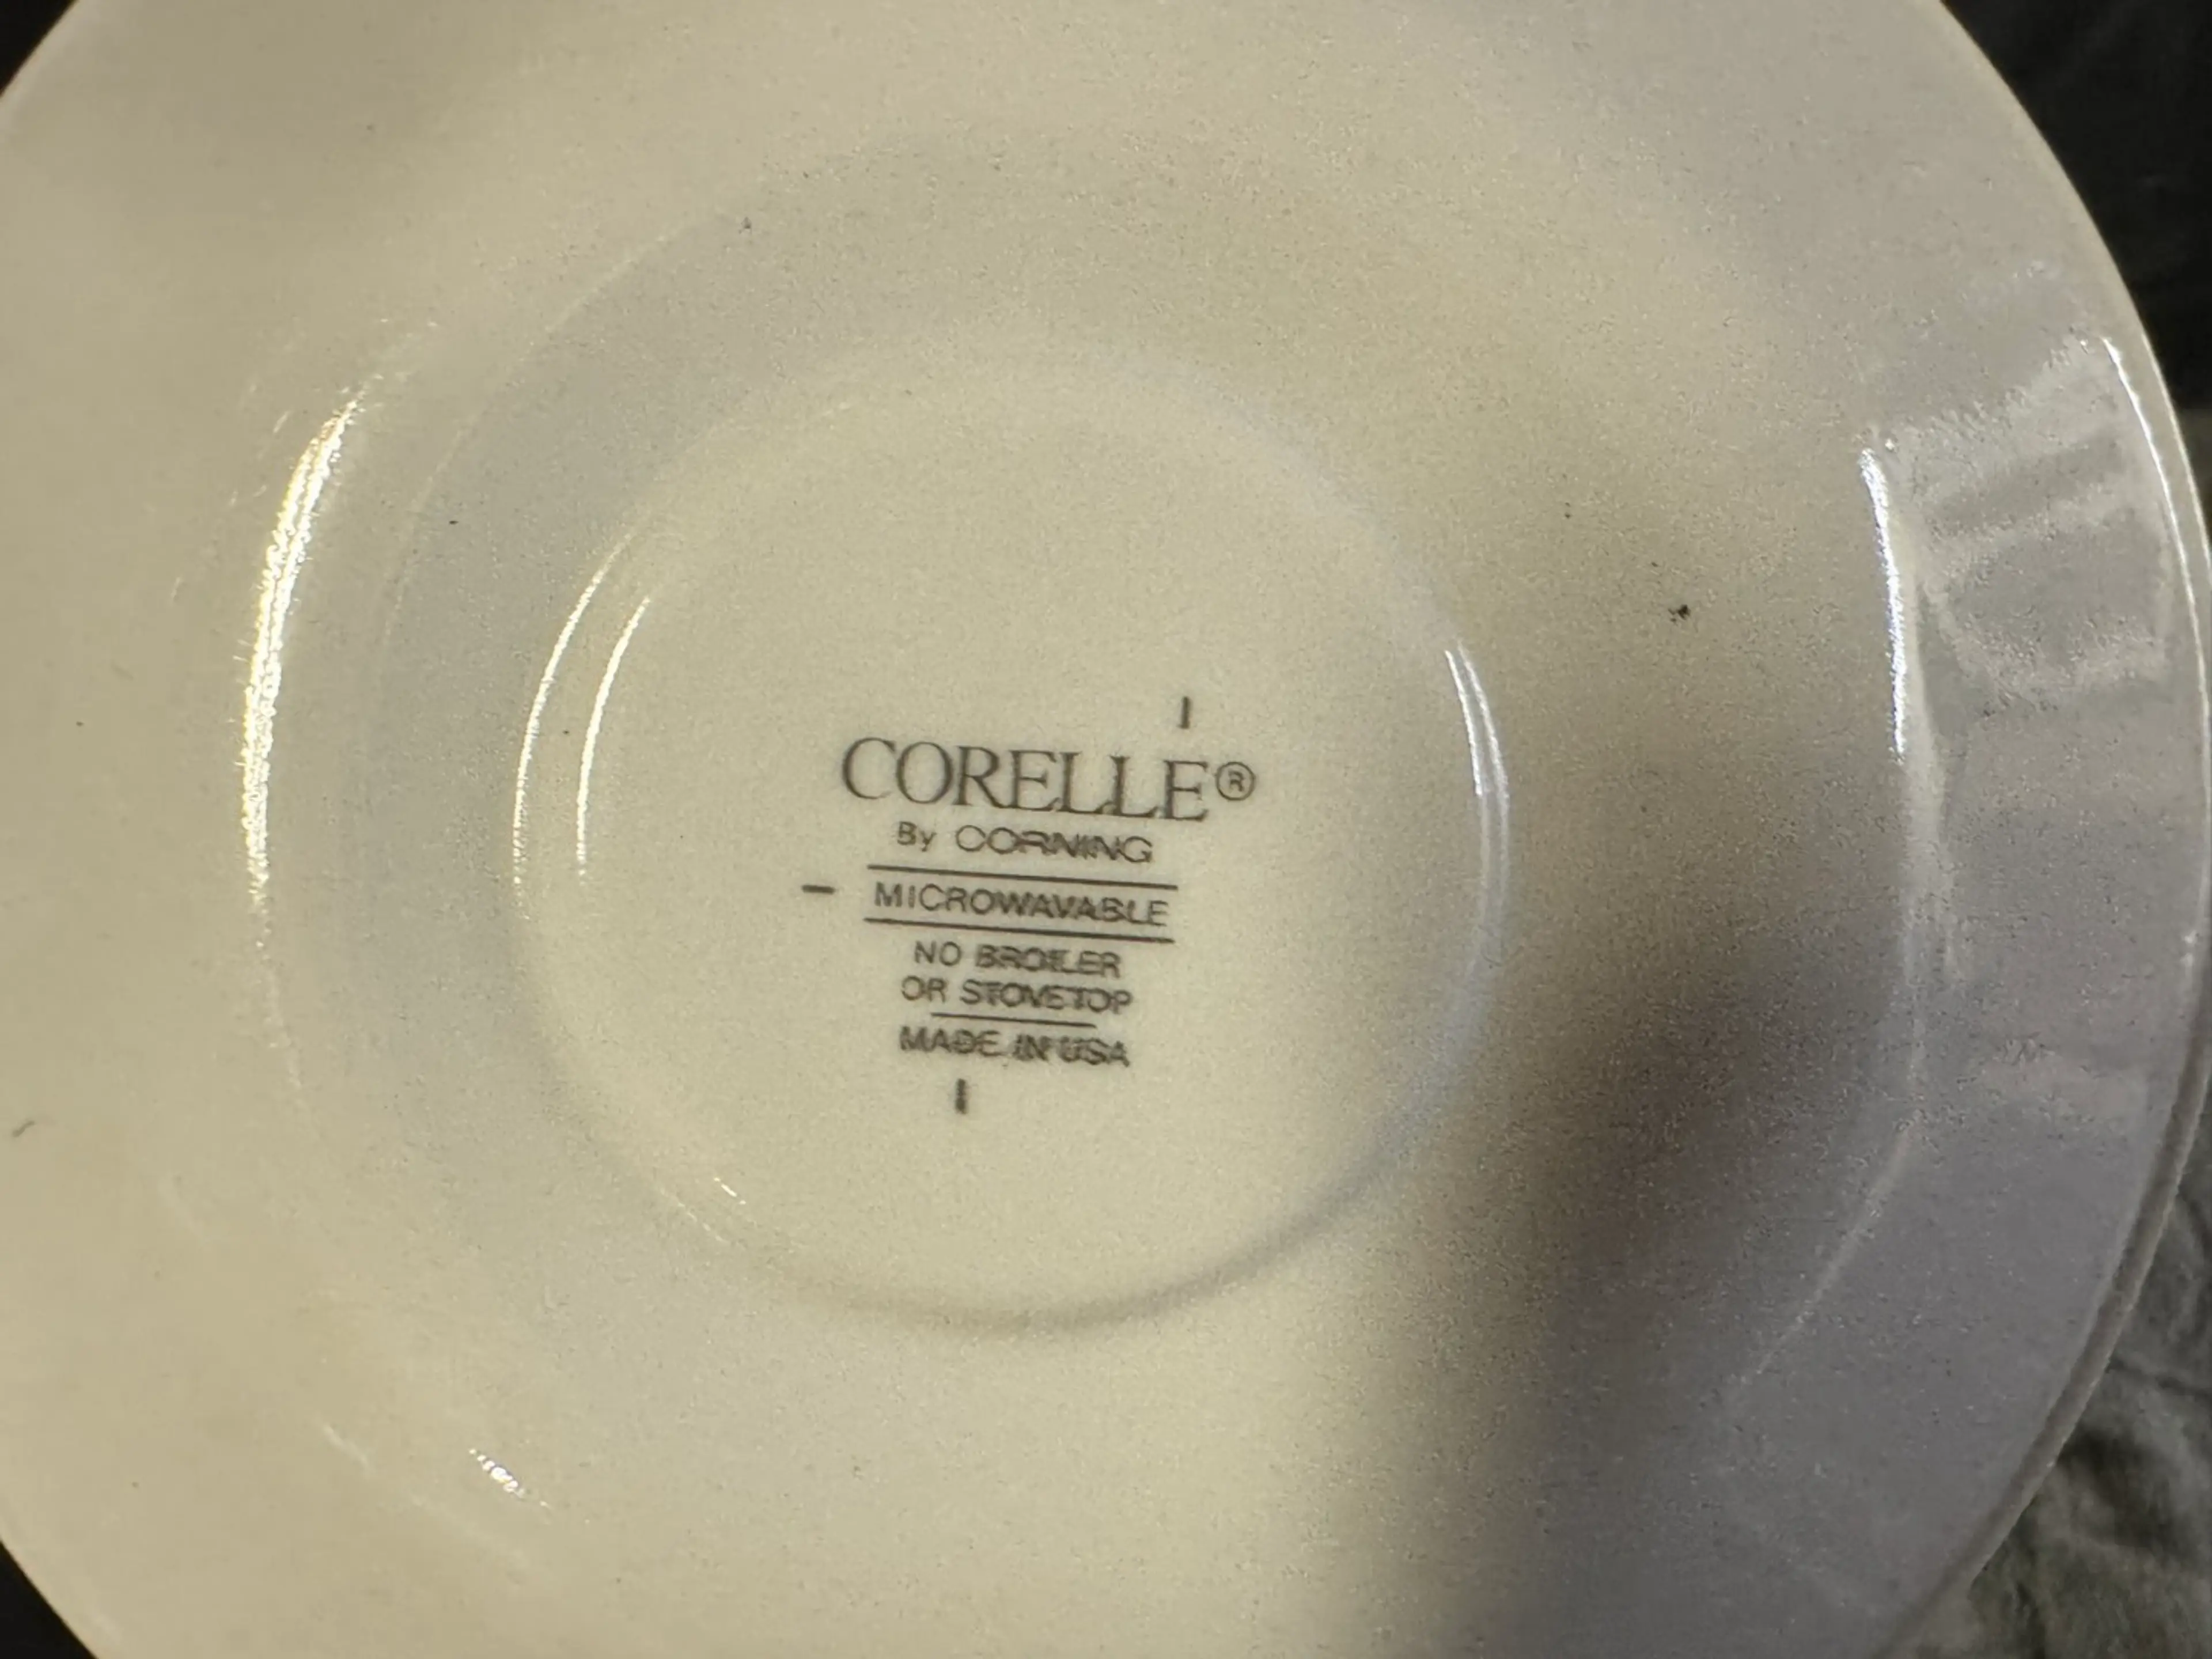 CORELLE®
By CORNING
MICROWAVABLE
NO BROILER
OR STOVETOP
MADE IN USA